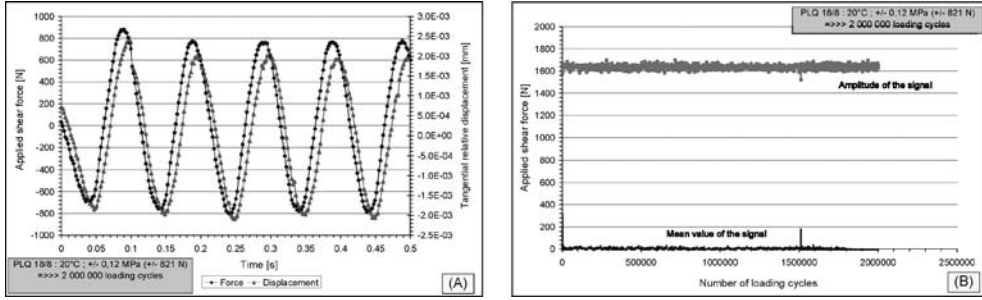 1000
800
600
400
200
0
-200
-400
-600
-800
-1000
Applied shear force [N]
3.0E-03
2.5E-03
2.0E-03
1.5E-03
1.0E-03
5.0E-04
0.0E+00
-5.0E-04
-1.0E-03
-1.5E-03
-2.0E-03
-2.5E-03
Tangential relative displacement [mm]
0 0.05 0.1 0.15 0.2 0.25 0.3 0.35 0.4 0.45 0.5
Time [s]
PLQ 18/8 : 20°C ; +/- 0,12 MPa (+/- 821 N)
=>>> 2 000 000 loading cycles
Force Displacement
(A)
PLQ 18/8 : 20°C ; +/- 0,12 MPa (+/- 821 N)
=>>> 2 000 000 loading cycles
2000
1800
1600
1400
1200
1000
800
600
400
200
0
Applied shear force [N]
Amplitude of the signal
Mean value of the signal
0 500000 1000000 1500000 2000000 2500000
Number of loading cycles
(B)